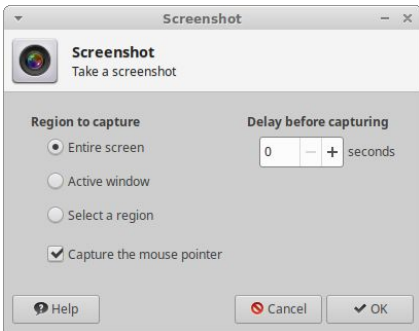 Screenshot
Screenshot
Take a screenshot
Region to capture
Entire screen
Active window
Select a region
Capture the mouse pointer
Delay before capturing
0 seconds
Help
Cancel
OK